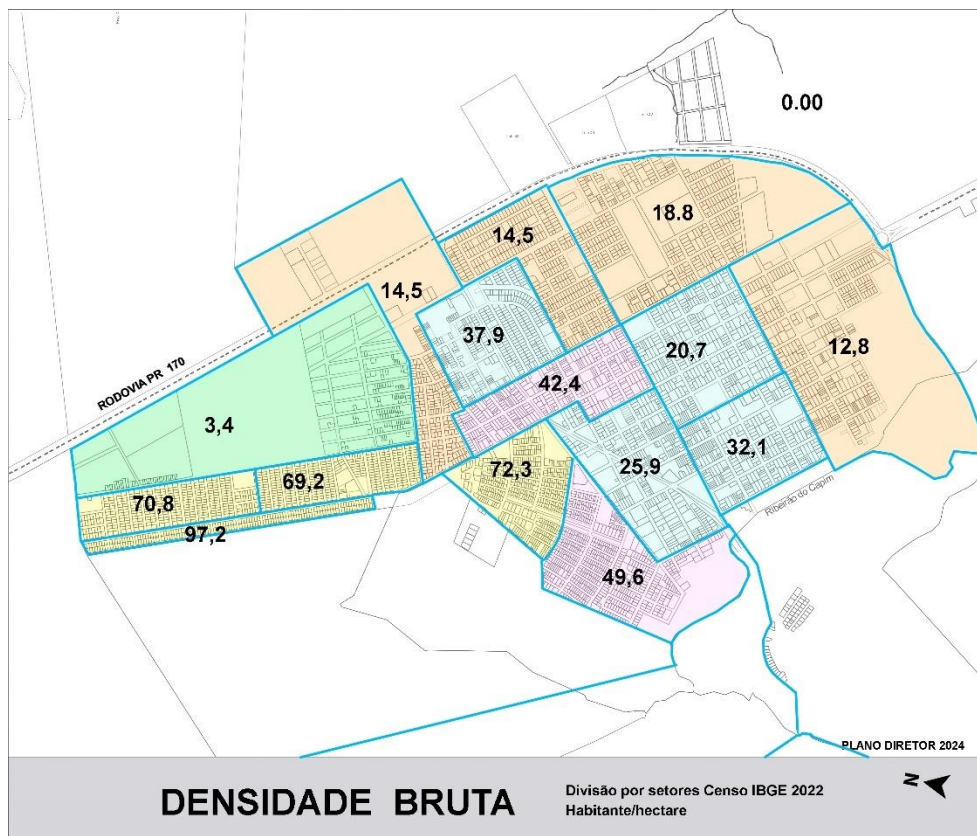 0.00
18.8
14,5
14,5
37,9
20,7
12,8
RODOVIA PR 170
42,4
3,4
32,1
72,3
25,9
69,2
70,8
97,2
Ribeirão do Capim
49,6
PLANO DIRETOR 2024
DENSIDADE BRUTA
Divisão por setores Censo IBGE 2022
Habitante/hectare
N